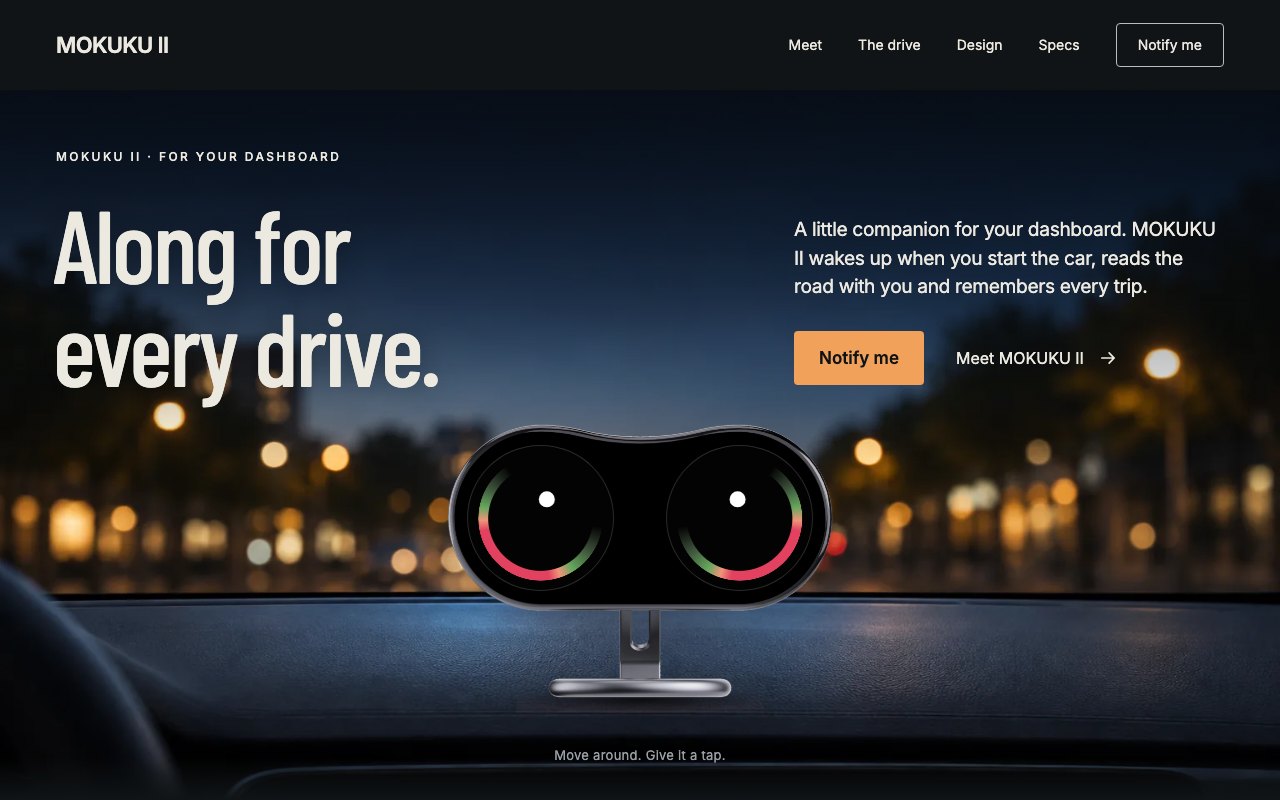 MOKUKU II
Meet
The drive
Design
Specs
Notify me
MOKUKU II · FOR YOUR DASHBOARD
Along for
every drive.
A little companion for your dashboard. MOKUKU
II wakes up when you start the car, reads the
road with you and remembers every trip.
Notify me
Meet MOKUKU II →
Move around. Give it a tap.